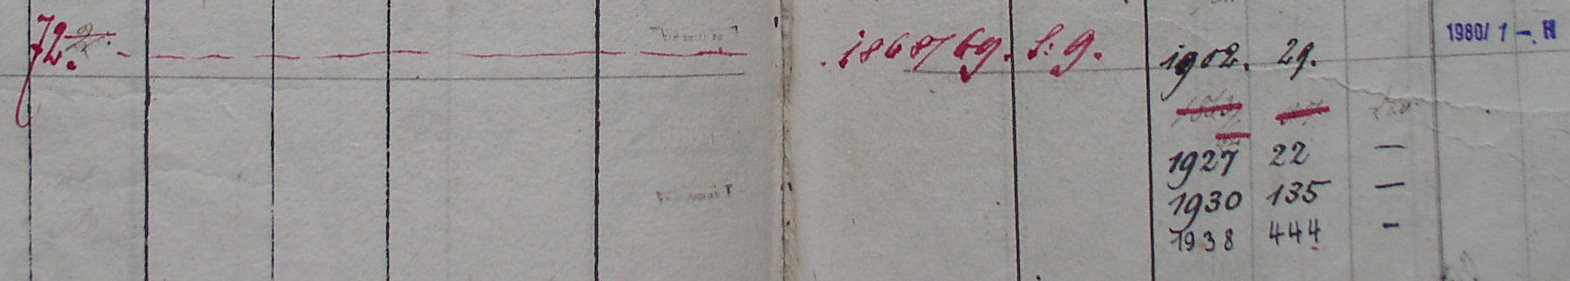 72. - — — — — — — — — 1868/69. S: 9. 1902. 29. 1980/ 1 -. H
1927 22 —
1930 135 —
1938 444 -